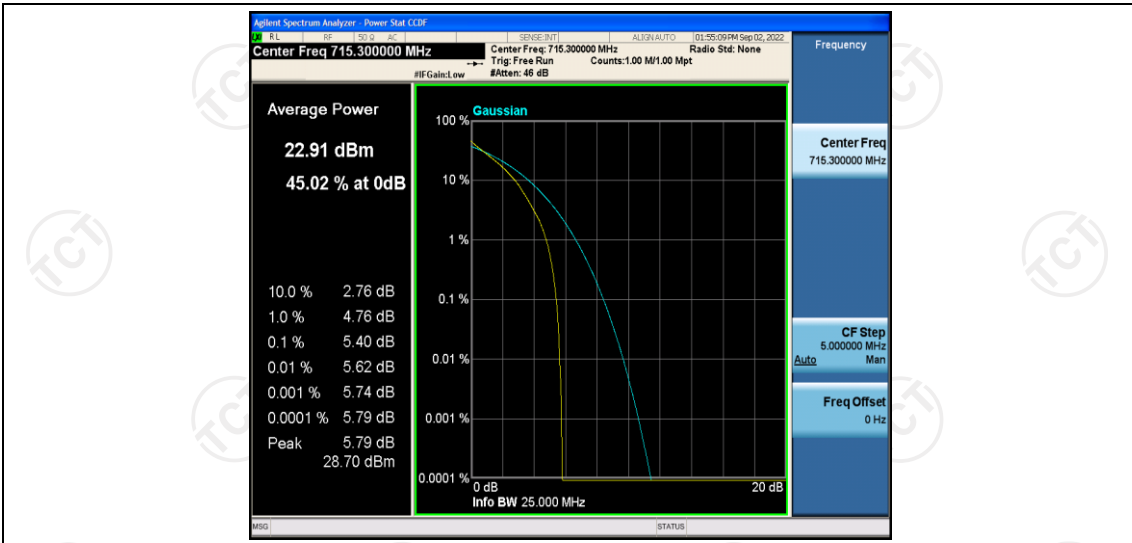 Agilent Spectrum Analyzer - Power Stat CCDF
LXI RL RF 50 Ω AC SENSE:INT ALIGN AUTO 01:55:09 PM Sep 02, 2022
Center Freq 715.300000 MHz
Center Freq: 715.300000 MHz Radio Std: None
Trig: Free Run Counts:1.00 M/1.00 Mpt
#IFGain:Low #Atten: 46 dB
Frequency
Average Power
22.91 dBm
45.02 % at 0dB
10.0 % 2.76 dB
1.0 % 4.76 dB
0.1 % 5.40 dB
0.01 % 5.62 dB
0.001 % 5.74 dB
0.0001 % 5.79 dB
Peak 5.79 dB
28.70 dBm
Gaussian
100 %
10 %
1 %
0.1 %
0.01 %
0.001 %
0.0001 %
0 dB 20 dB
Info BW 25.000 MHz
Center Freq
715.300000 MHz
CF Step
5.000000 MHz
Auto Man
Freq Offset
0 Hz
MSG STATUS
TCT
TCT
TCT
TCT
TCT
TCT